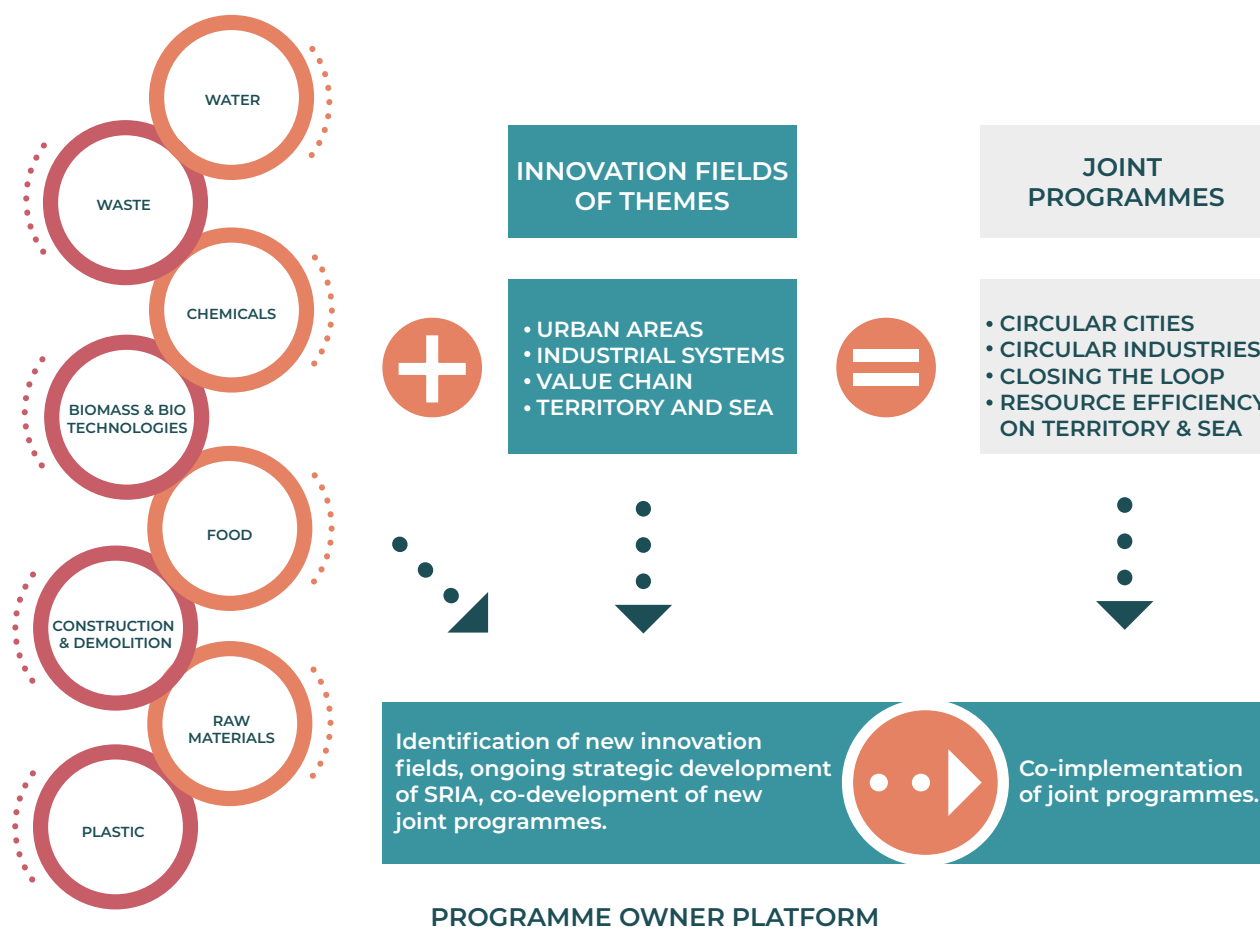 WATER
WASTE
CHEMICALS
BIOMASS & BIO
TECHNOLOGIES
FOOD
CONSTRUCTION
& DEMOLITION
RAW
MATERIALS
PLASTIC
INNOVATION FIELDS
OF THEMES
• URBAN AREAS
• INDUSTRIAL SYSTEMS
• VALUE CHAIN
• TERRITORY AND SEA
JOINT
PROGRAMMES
• CIRCULAR CITIES
• CIRCULAR INDUSTRIES
• CLOSING THE LOOP
• RESOURCE EFFICIENCY
ON TERRITORY & SEA
Identification of new innovation
fields, ongoing strategic development
of SRIA, co-development of new
joint programmes.
Co-implementation
of joint programmes.
PROGRAMME OWNER PLATFORM